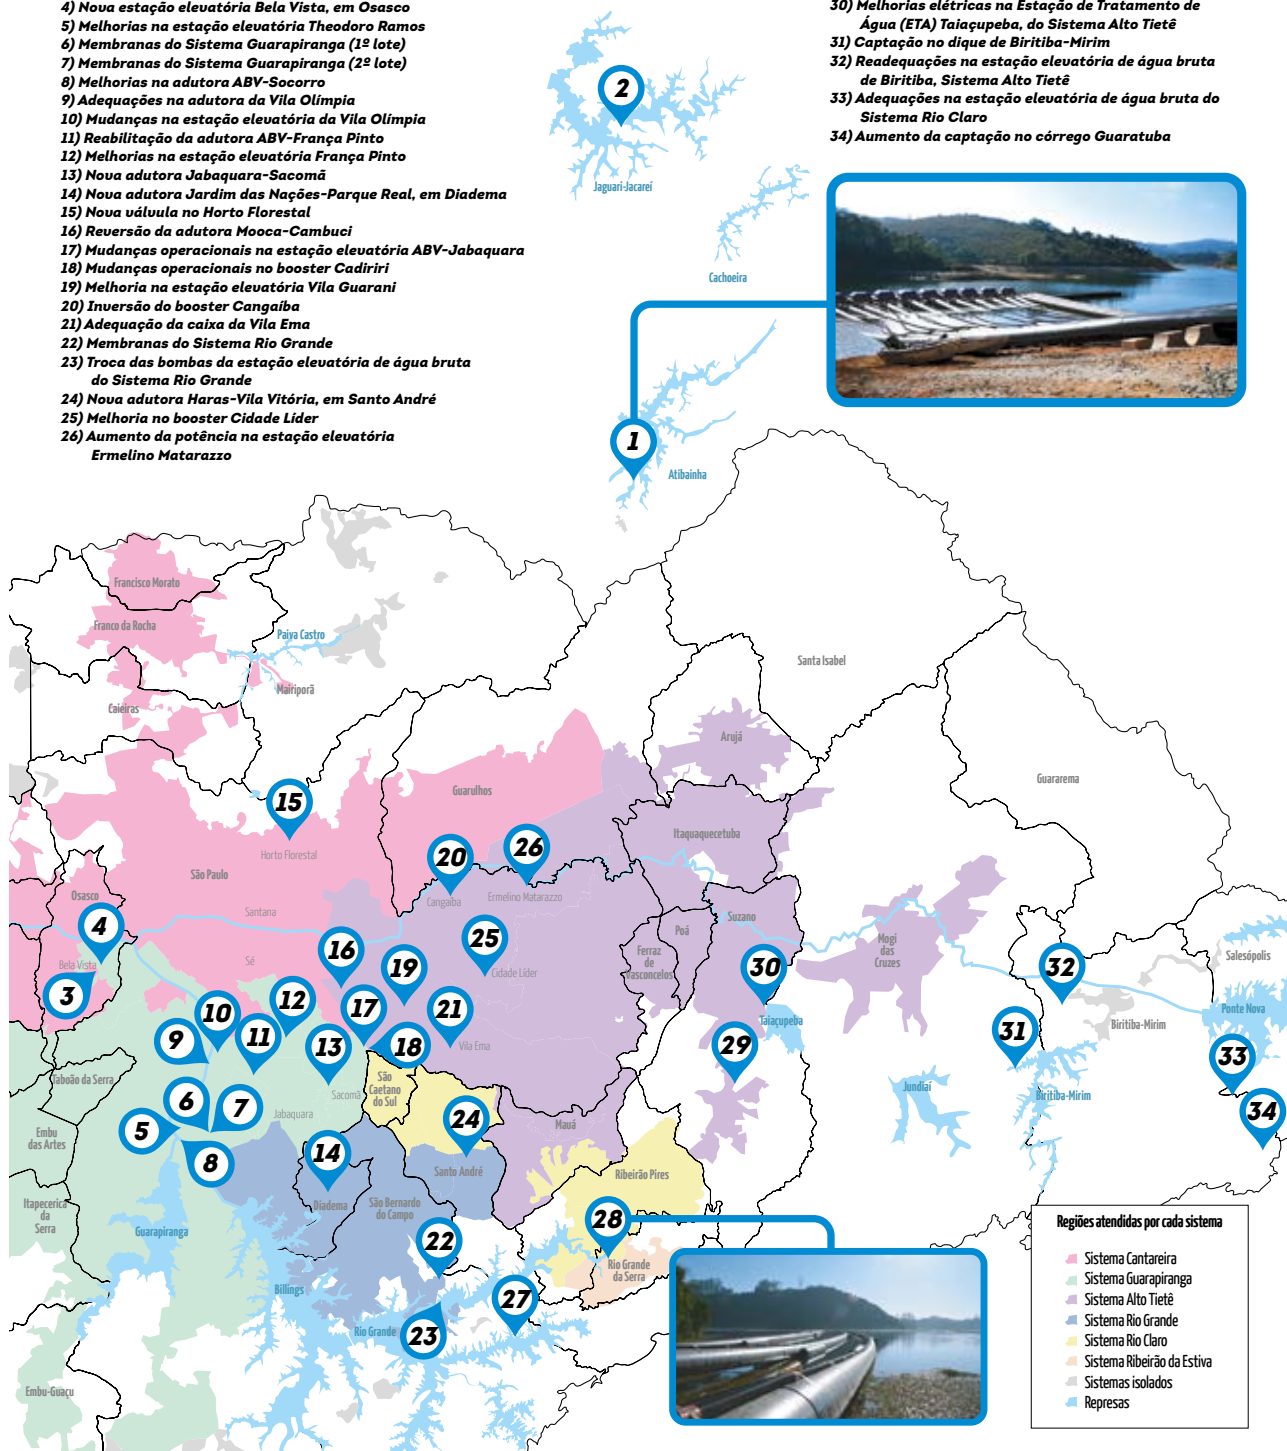 4) Nova estação elevatória Bela Vista, em Osasco
5) Melhorias na estação elevatória Theodoro Ramos
6) Membranas do Sistema Guarapiranga (1º lote)
7) Membranas do Sistema Guarapiranga (2º lote)
8) Melhorias na adutora ABV-Socorro
9) Adequações na adutora da Vila Olímpia
10) Mudanças na estação elevatória da Vila Olímpia
11) Reabilitação da adutora ABV-França Pinto
12) Melhorias na estação elevatória França Pinto
13) Nova adutora Jabaquara-Sacomã
14) Nova adutora Jardim das Nações-Parque Real, em Diadema
15) Nova válvula no Horto Florestal
16) Reversão da adutora Mooca-Cambuci
17) Mudanças operacionais na estação elevatória ABV-Jabaquara
18) Mudanças operacionais no booster Cadiriri
19) Melhoria na estação elevatória Vila Guarani
20) Inversão do booster Cangaíba
21) Adequação da caixa da Vila Ema
22) Membranas do Sistema Rio Grande
23) Troca das bombas da estação elevatória de água bruta
do Sistema Rio Grande
24) Nova adutora Haras-Vila Vitória, em Santo André
25) Melhoria no booster Cidade Líder
26) Aumento da potência na estação elevatória
Ermelino Matarazzo
30) Melhorias elétricas na Estação de Tratamento de
Água (ETA) Taiaçupeba, do Sistema Alto Tietê
31) Captação no dique de Biritiba-Mirim
32) Readequações na estação elevatória de água bruta
de Biritiba, Sistema Alto Tietê
33) Adequações na estação elevatória de água bruta do
Sistema Rio Claro
34) Aumento da captação no córrego Guaratuba
2
Jaguari-Jacareí
Cachoeira
1
Atibainha
Francisco Morato
Franco da Rocha
Paiva Castro
Mairiporã
Caieiras
Santa Isabel
Arujá
Guararema
Guarulhos
15
Horto Florestal
Itaquaquecetuba
20
26
Cangaíba
Ermelino Matarazzo
São Paulo
Osasco
Santana
Suzano
Poá
4
Bela Vista
3
Sé
16
19
25
Cidade Líder
Ferraz
de
Vasconcelos
30
Taiaçupeba
Mogi
das
Cruzes
32
Salesópolis
Ponte Nova
Biritiba-Mirim
31
Biritiba-Mirim
33
34
10
12
17
21
Vila Ema
9
11
13
18
29
Taboão da Serra
São
Caetano
do Sul
Sacomã
Jabaquara
Jundiaí
6
7
5
8
24
Mauá
Embu
das Artes
14
Diadema
Santo André
Ribeirão Pires
Itapecerica
da
Serra
São Bernardo
do Campo
Guarapiranga
28
22
Rio Grande
da Serra
Billings
27
Rio Grande
23
Embu-Guaçu
Regiões atendidas por cada sistema
Sistema Cantareira
Sistema Guarapiranga
Sistema Alto Tietê
Sistema Rio Grande
Sistema Rio Claro
Sistema Ribeirão da Estiva
Sistemas isolados
Represas